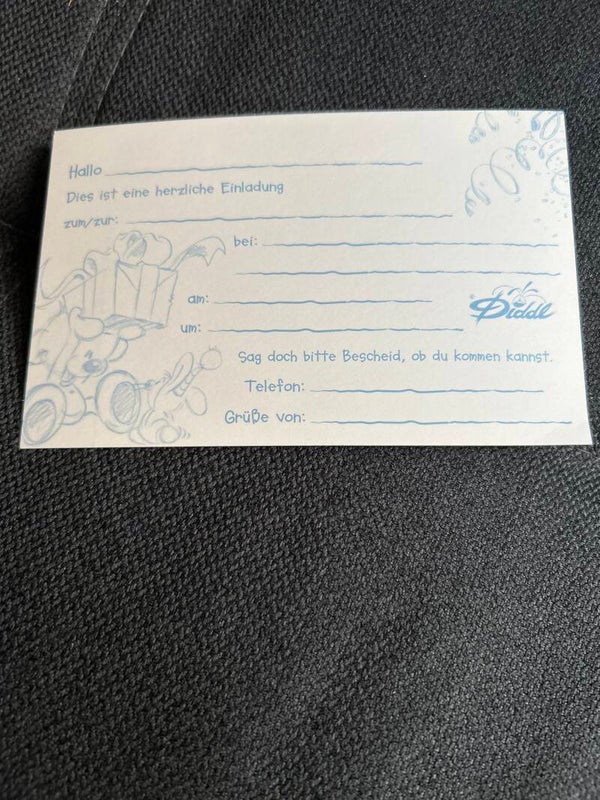 Hallo
Dies ist eine herzliche Einladung
zum/zur:
bei:
am:
Diddl
um:
Sag doch bitte Bescheid, ob du kommen kannst.
Telefon:
Grüße von: